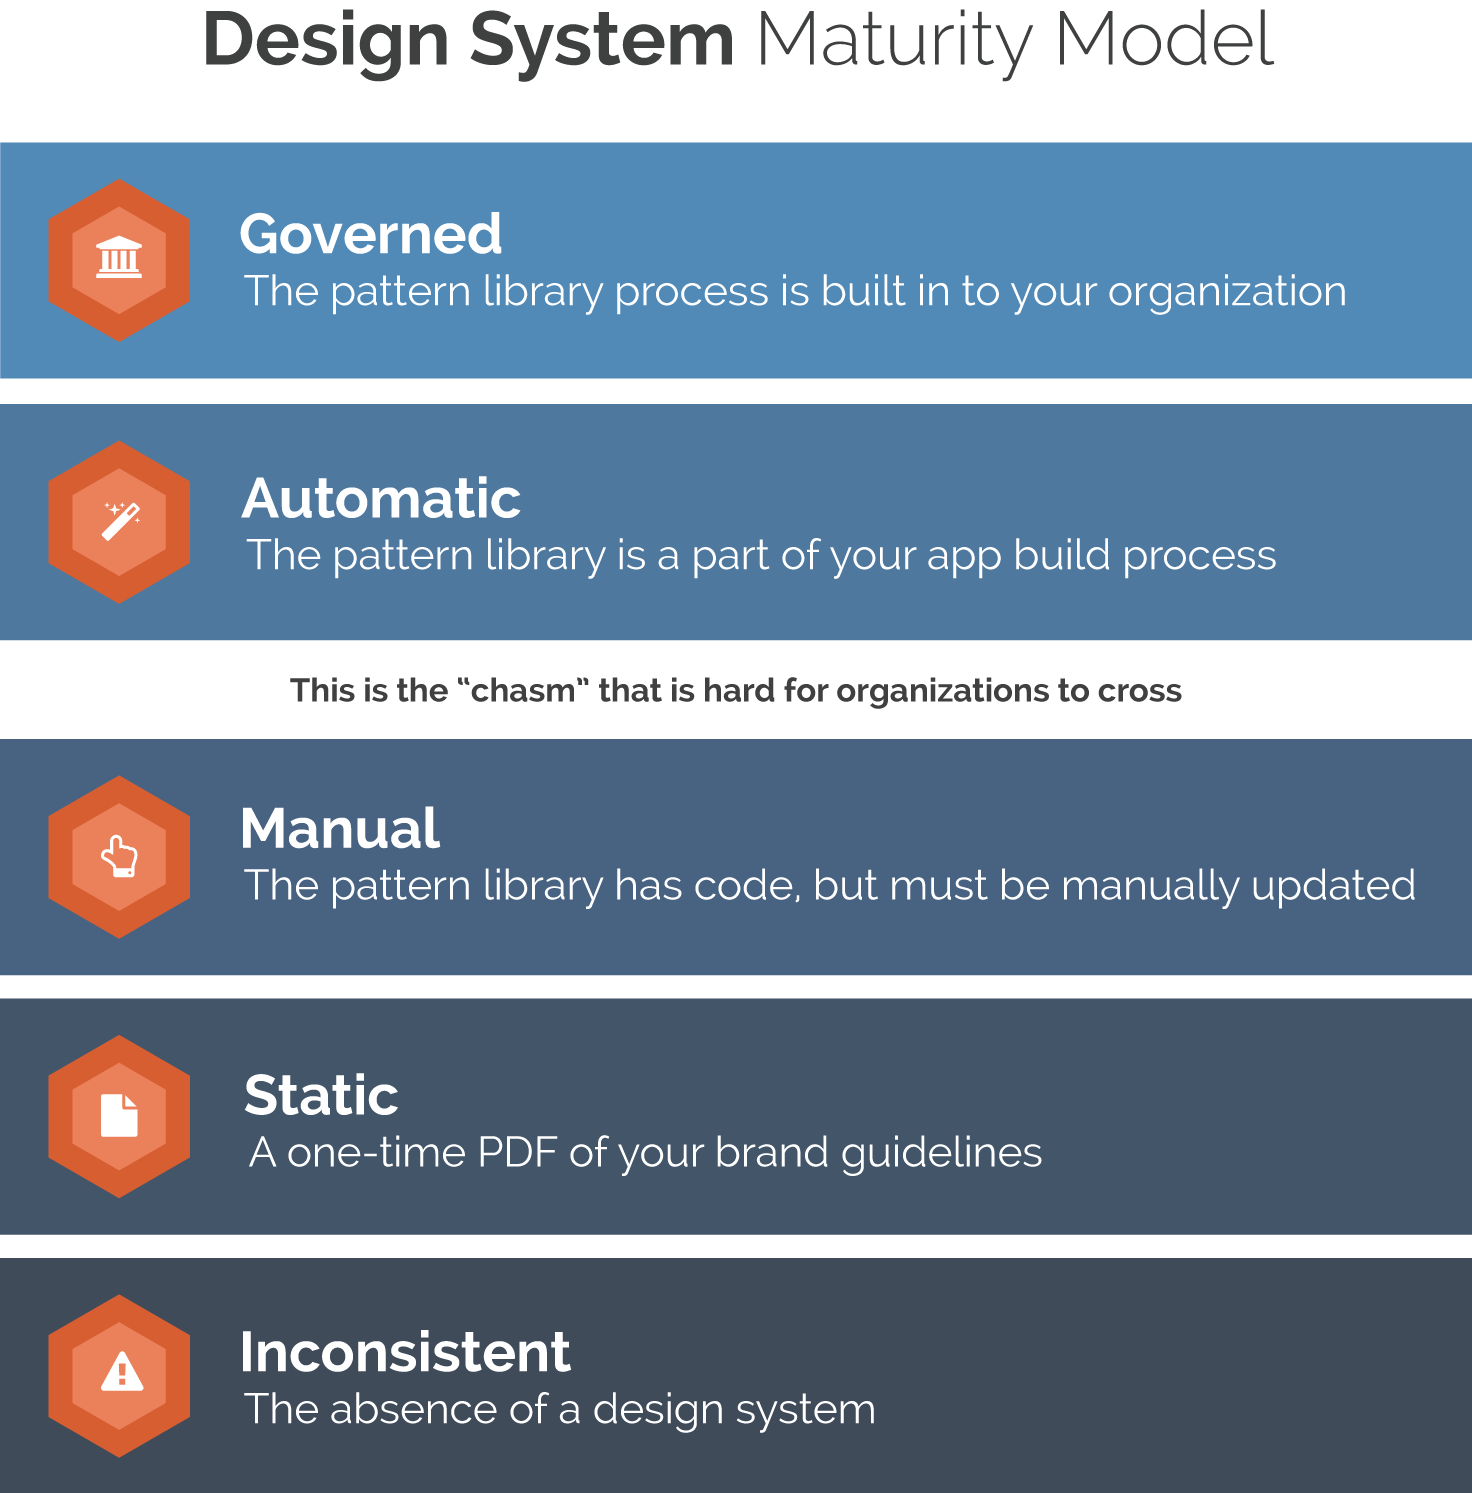 Design System Maturity Model
Governed
The pattern library process is built in to your organization
Automatic
The pattern library is a part of your app build process
This is the “chasm” that is hard for organizations to cross
Manual
The pattern library has code, but must be manually updated
Static
A one-time PDF of your brand guidelines
Inconsistent
The absence of a design system